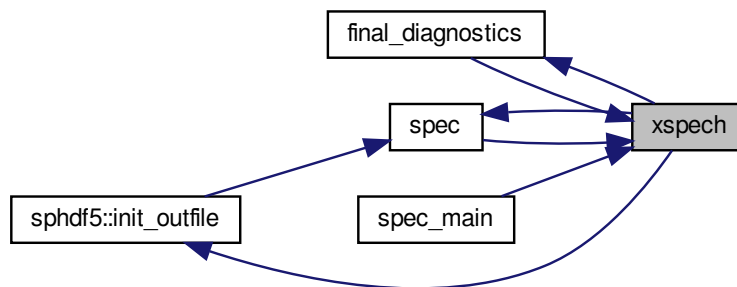 final_diagnostics
spec
xspech
sphdf5::init_outfile
spec_main